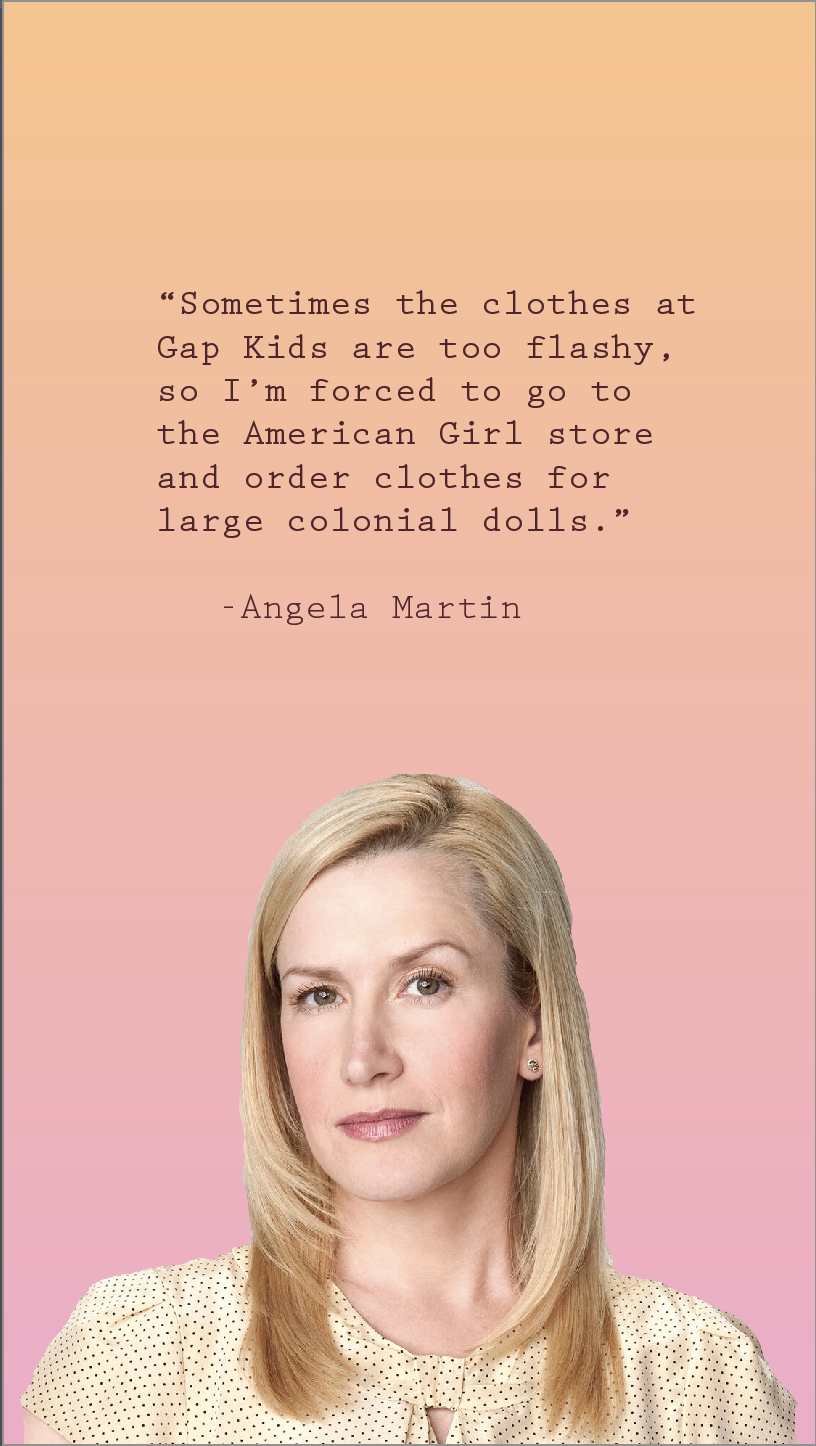 “Sometimes the clothes at
Gap Kids are too flashy,
so I’m forced to go to
the American Girl store
and order clothes for
large colonial dolls.”
-Angela Martin